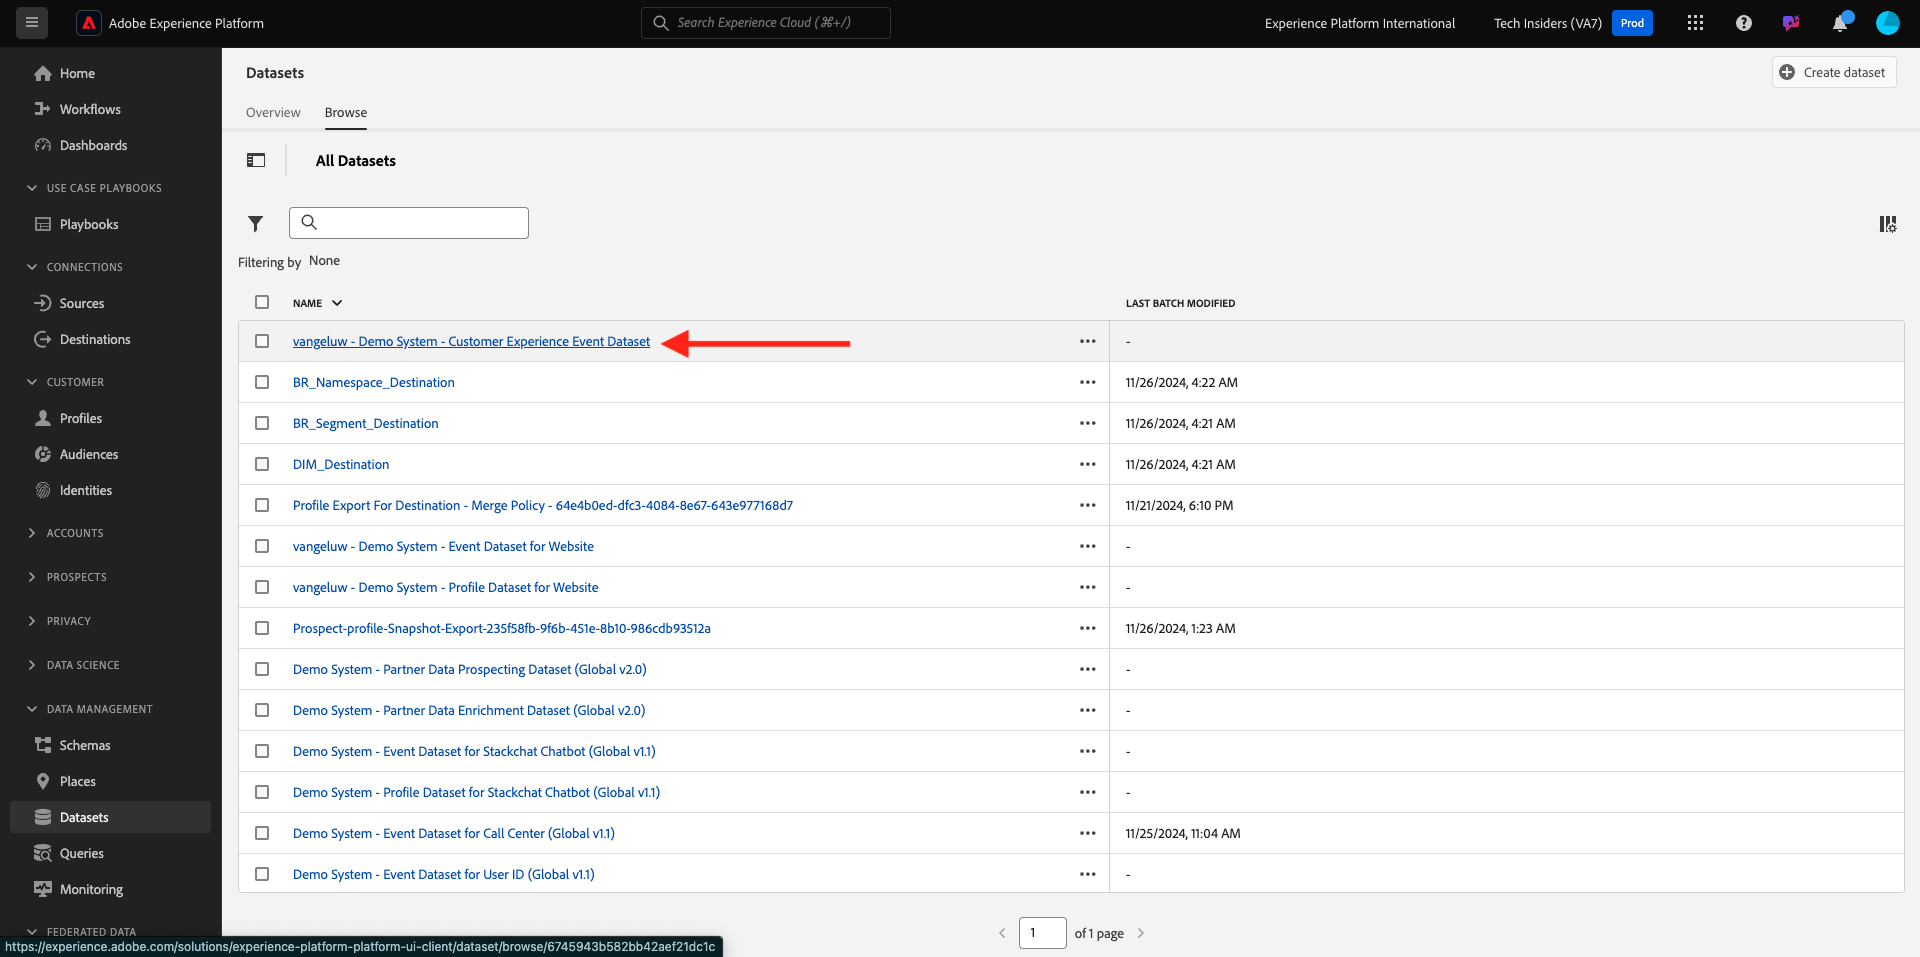 Adobe Experience Platform
Search Experience Cloud (⌘+/)
Experience Platform International
Tech Insiders (VA7)
Prod
Home
Workflows
Dashboards
USE CASE PLAYBOOKS
Playbooks
CONNECTIONS
Sources
Destinations
CUSTOMER
Profiles
Audiences
Identities
ACCOUNTS
PROSPECTS
PRIVACY
DATA SCIENCE
DATA MANAGEMENT
Schemas
Places
Datasets
Queries
Monitoring
FEDERATED DATA
Datasets
Create dataset
Overview
Browse
All Datasets
Filtering by None
NAME
LAST BATCH MODIFIED
vangeluw - Demo System - Customer Experience Event Dataset
-
BR_Namespace_Destination
11/26/2024, 4:22 AM
BR_Segment_Destination
11/26/2024, 4:21 AM
DIM_Destination
11/26/2024, 4:21 AM
Profile Export For Destination - Merge Policy - 64e4b0ed-dfc3-4084-8e67-643e977168d7
11/21/2024, 6:10 PM
vangeluw - Demo System - Event Dataset for Website
-
vangeluw - Demo System - Profile Dataset for Website
-
Prospect-profile-Snapshot-Export-235f58fb-9f6b-451e-8b10-986cdb93512a
11/26/2024, 1:23 AM
Demo System - Partner Data Prospecting Dataset (Global v2.0)
-
Demo System - Partner Data Enrichment Dataset (Global v2.0)
-
Demo System - Event Dataset for Stackchat Chatbot (Global v1.1)
-
Demo System - Profile Dataset for Stackchat Chatbot (Global v1.1)
-
Demo System - Event Dataset for Call Center (Global v1.1)
11/25/2024, 11:04 AM
Demo System - Event Dataset for User ID (Global v1.1)
-
1 of 1 page
https://experience.adobe.com/solutions/experience-platform-platform-ui-client/dataset/browse/6745943b582bb42aef21dc1c